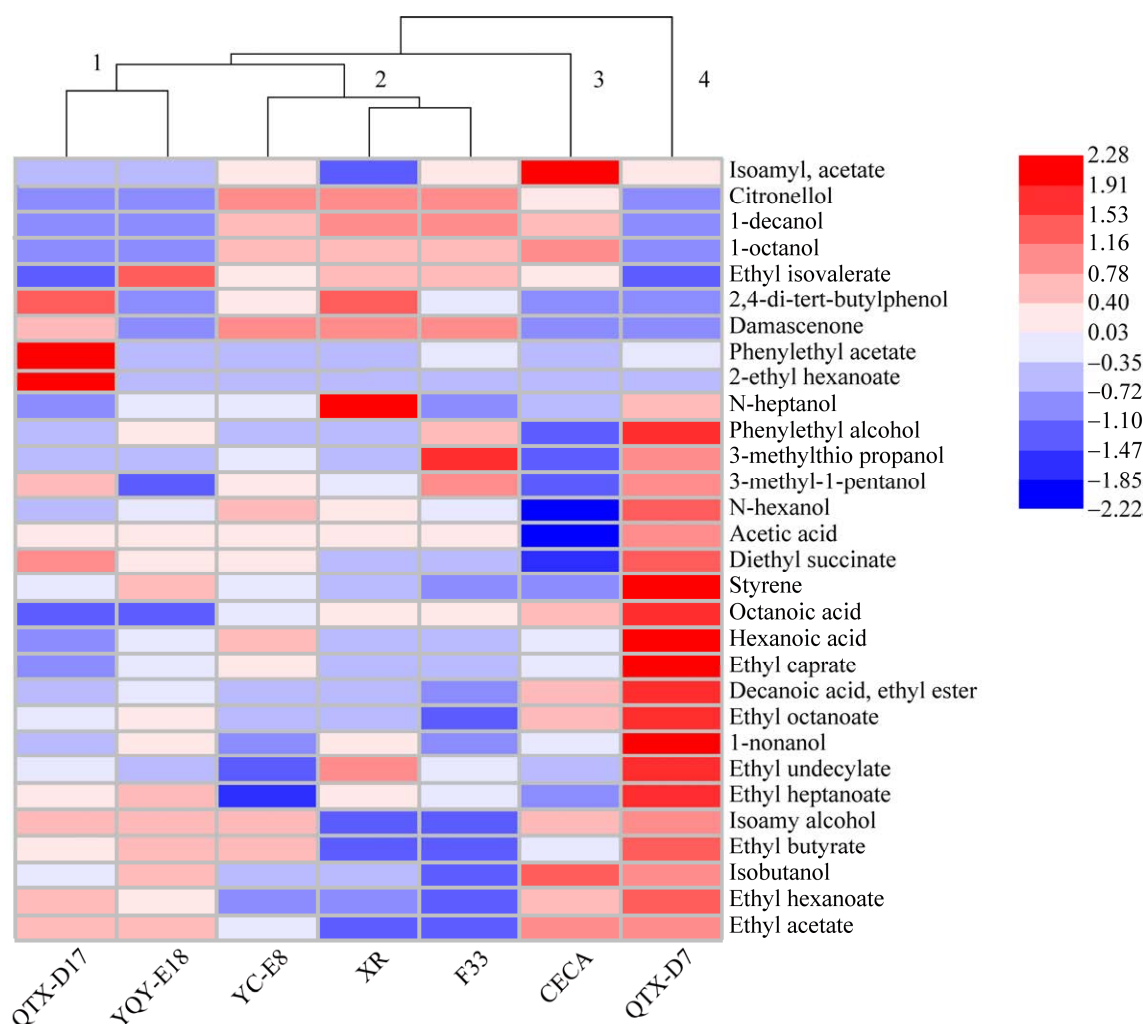 1
2
3
4
Isoamyl, acetate
Citronellol
1-decanol
1-octanol
Ethyl isovalerate
2,4-di-tert-butylphenol
Damascenone
Phenylethyl acetate
2-ethyl hexanoate
N-heptanol
Phenylethyl alcohol
3-methylthio propanol
3-methyl-1-pentanol
N-hexanol
Acetic acid
Diethyl succinate
Styrene
Octanoic acid
Hexanoic acid
Ethyl caprate
Decanoic acid, ethyl ester
Ethyl octanoate
1-nonanol
Ethyl undecylate
Ethyl heptanoate
Isoamy alcohol
Ethyl butyrate
Isobutanol
Ethyl hexanoate
Ethyl acetate
2.28
1.91
1.53
1.16
0.78
0.40
0.03
−0.35
−0.72
−1.10
−1.47
−1.85
−2.22
QTX-D17
YQY-E18
YC-E8
XR
F33
CECA
QTX-D7